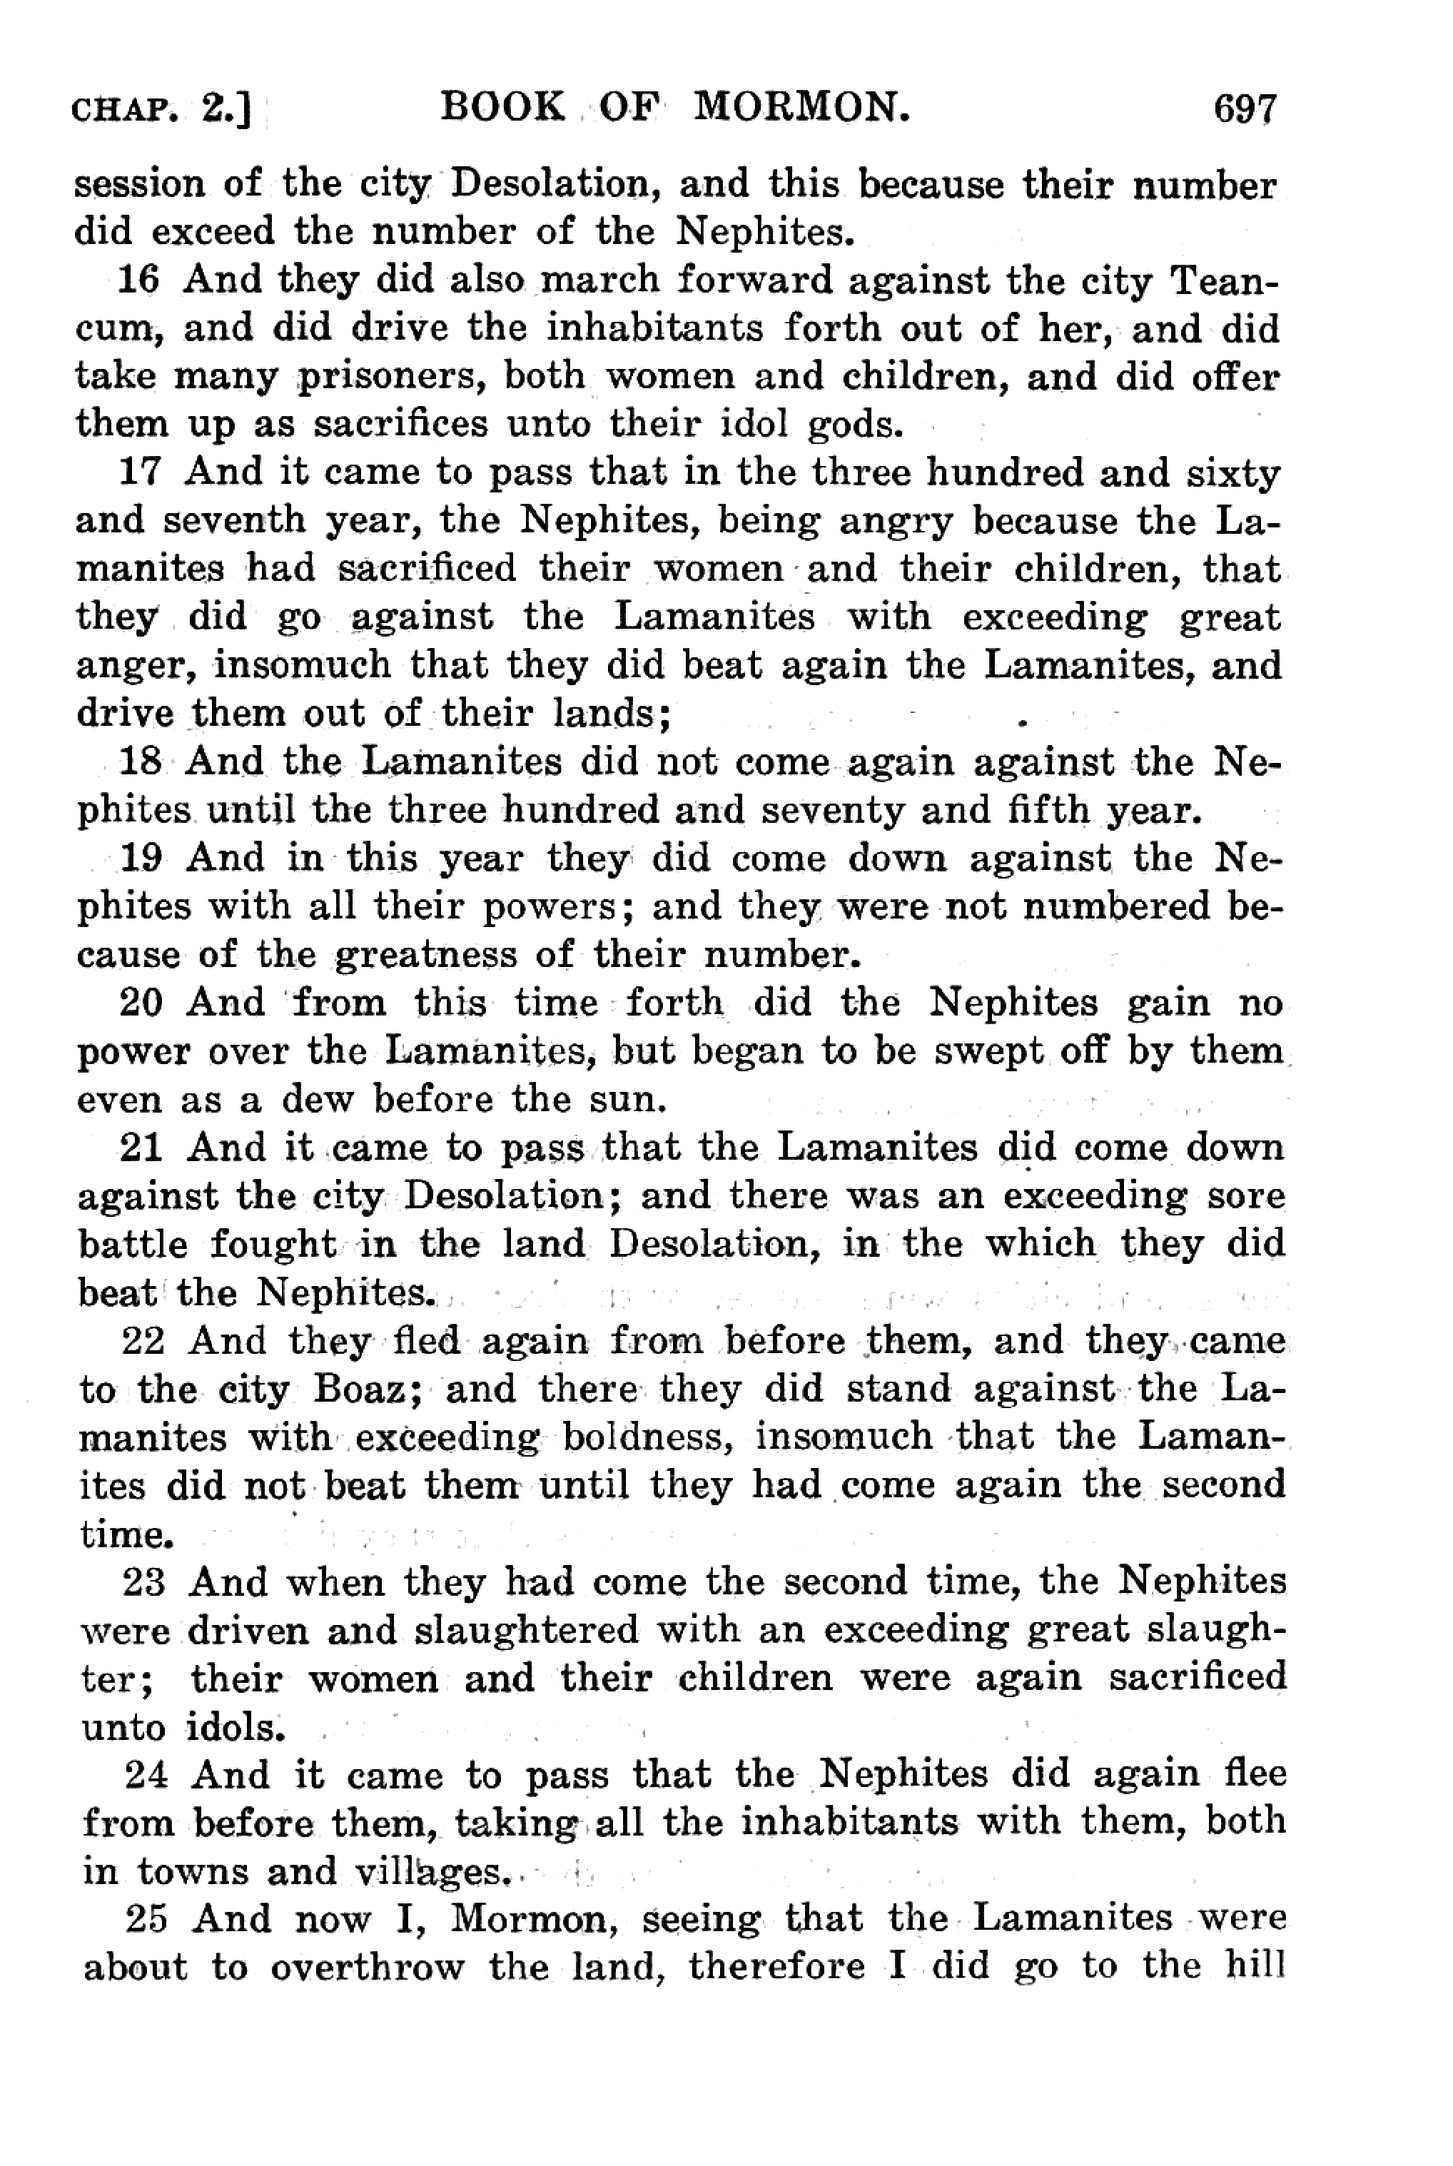 CHAP. 2.] BOOK OF MORMON. 697
session of the city Desolation, and this because their number
did exceed the number of the Nephites.
16 And they did also march forward against the city Tean-
cum, and did drive the inhabitants forth out of her, and did
take many prisoners, both women and children, and did offer
them up as sacrifices unto their idol gods.
17 And it came to pass that in the three hundred and sixty
and seventh year, the Nephites, being angry because the La-
manites had sacrificed their women and their children, that
they did go against the Lamanites with exceeding great
anger, insomuch that they did beat again the Lamanites, and
drive them out of their lands;
18 And the Lamanites did not come again against the Ne-
phites until the three hundred and seventy and fifth year.
19 And in this year they did come down against the Ne-
phites with all their powers; and they were not numbered be-
cause of the greatness of their number.
20 And from this time forth did the Nephites gain no
power over the Lamanites, but began to be swept off by them
even as a dew before the sun.
21 And it came to pass that the Lamanites did come down
against the city Desolation; and there was an exceeding sore
battle fought in the land Desolation, in the which they did
beat the Nephites.
22 And they fled again from before them, and they came
to the city Boaz; and there they did stand against the La-
manites with exceeding boldness, insomuch that the Laman-
ites did not beat them until they had come again the second
time.
23 And when they had come the second time, the Nephites
were driven and slaughtered with an exceeding great slaugh-
ter; their women and their children were again sacrificed
unto idols.
24 And it came to pass that the Nephites did again flee
from before them, taking all the inhabitants with them, both
in towns and villages.
25 And now I, Mormon, seeing that the Lamanites were
about to overthrow the land, therefore I did go to the hill